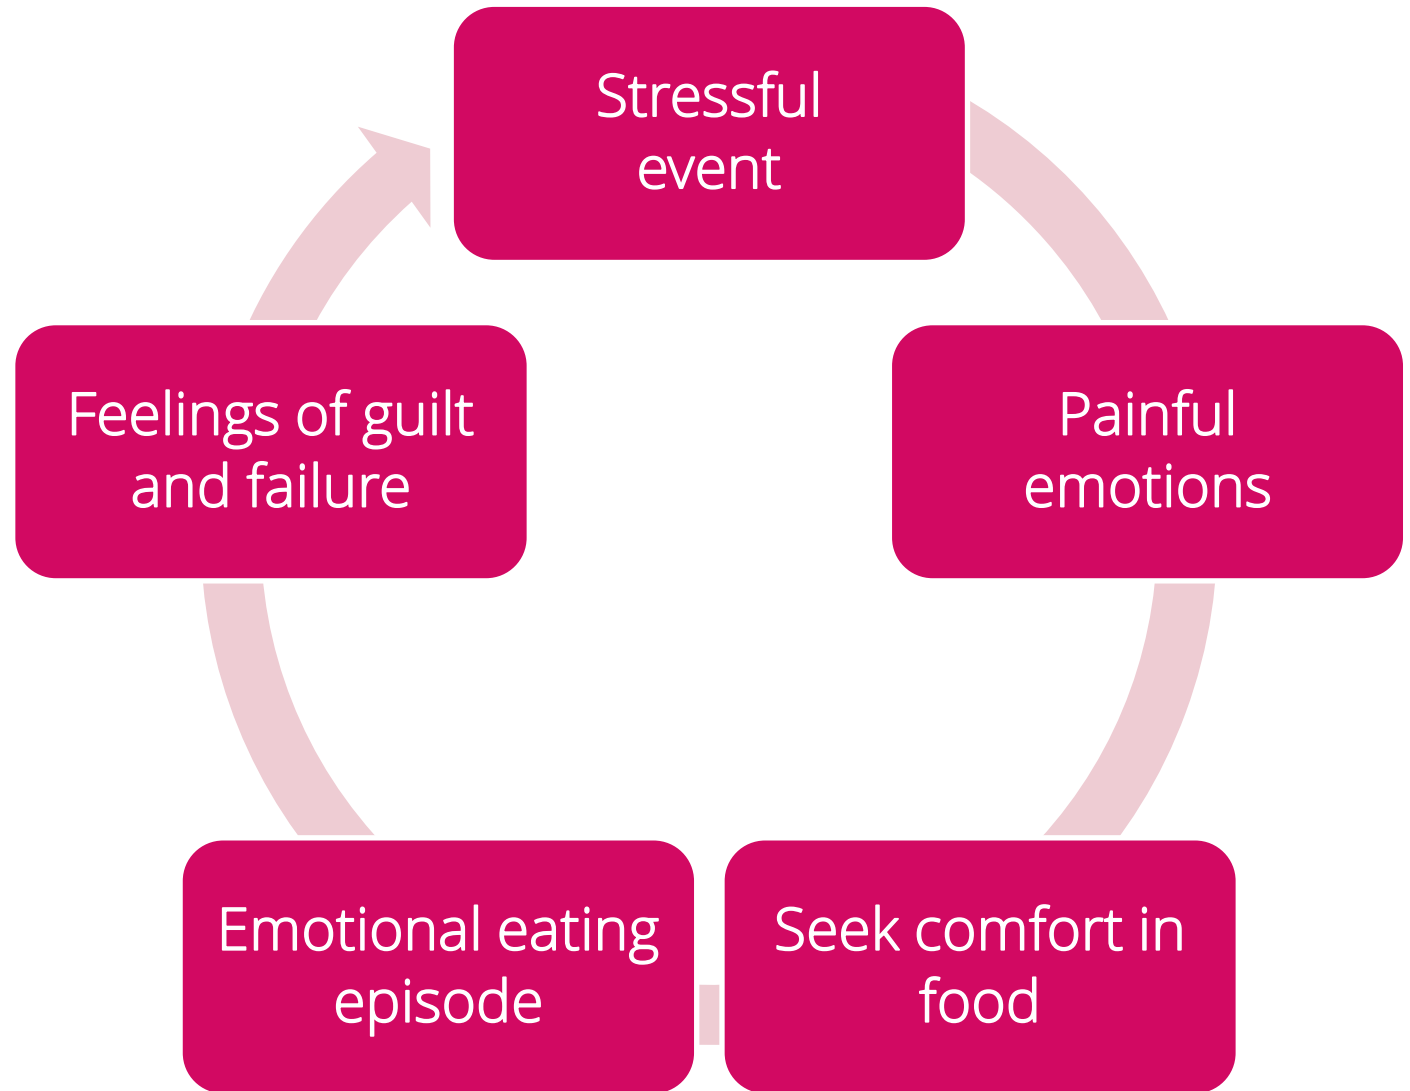 Stressful
event
Painful
emotions
Seek comfort in
food
Emotional eating
episode
Feelings of guilt
and failure